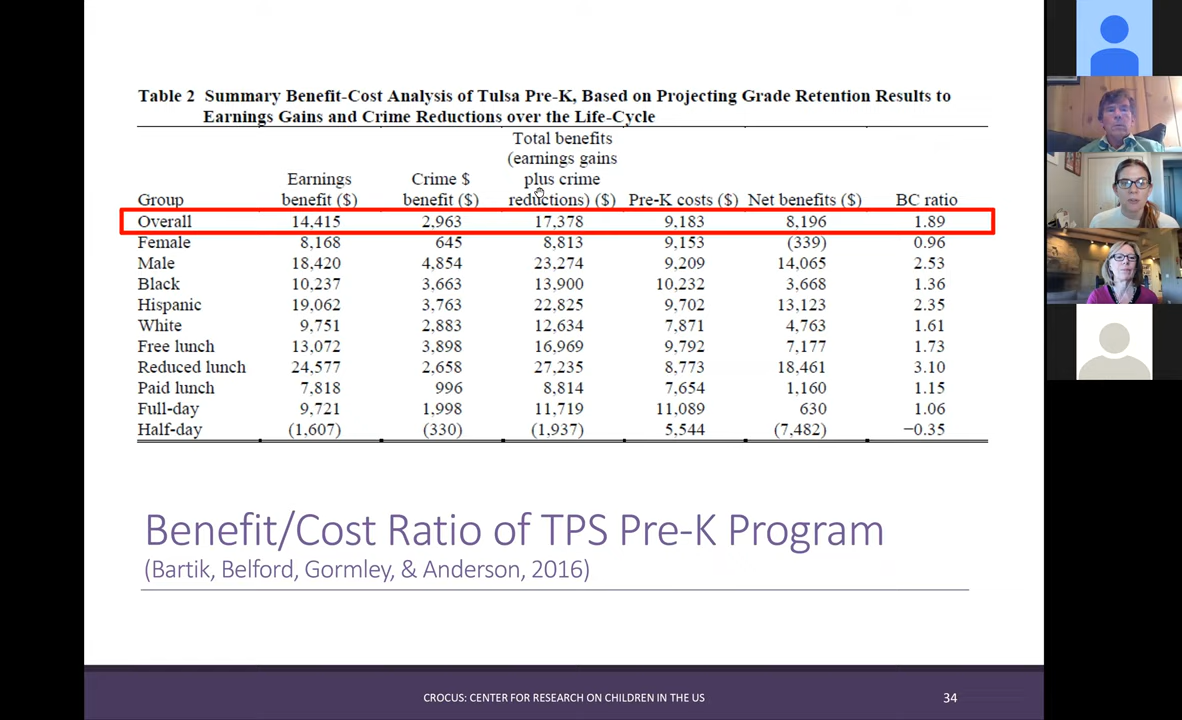 Table 2 Summary Benefit-Cost Analysis of Tulsa Pre-K, Based on Projecting Grade Retention Results to
Earnings Gains and Crime Reductions over the Life-Cycle
Group Earnings benefit ($) Crime $ benefit ($) Total benefits (earnings gains plus crime reductions) ($) Pre-K costs ($) Net benefits ($) BC ratio
Overall 14,415 2,963 17,378 9,183 8,196 1.89
Female 8,168 645 8,813 9,153 (339) 0.96
Male 18,420 4,854 23,274 9,209 14,065 2.53
Black 10,237 3,663 13,900 10,232 3,668 1.36
Hispanic 19,062 3,763 22,825 9,702 13,123 2.35
White 9,751 2,883 12,634 7,871 4,763 1.61
Free lunch 13,072 3,898 16,969 9,792 7,177 1.73
Reduced lunch 24,577 2,658 27,235 8,773 18,461 3.10
Paid lunch 7,818 996 8,814 7,654 1,160 1.15
Full-day 9,721 1,998 11,719 11,089 630 1.06
Half-day (1,607) (330) (1,937) 5,544 (7,482) −0.35
Benefit/Cost Ratio of TPS Pre-K Program
(Bartik, Belford, Gormley, & Anderson, 2016)
CROCUS: CENTER FOR RESEARCH ON CHILDREN IN THE US 34